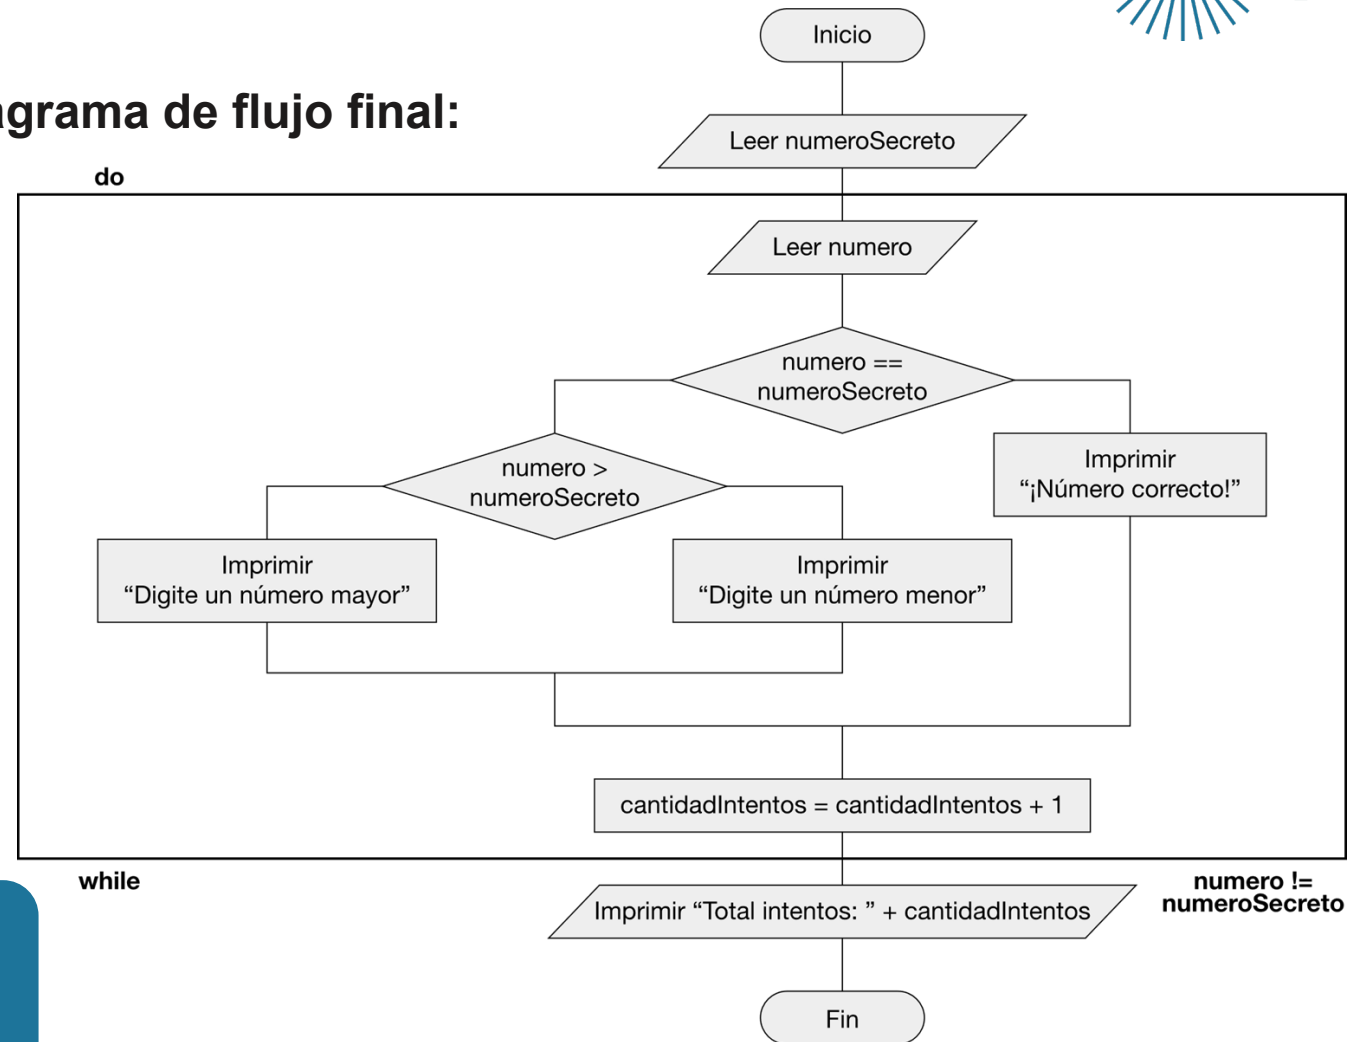 Inicio
agrama de flujo final:
Leer numeroSecreto
do
Leer numero
numero ==
numeroSecreto
numero >
numeroSecreto
Imprimir
“¡Número correcto!”
Imprimir
“Digite un número mayor”
Imprimir
“Digite un número menor”
cantidadIntentos = cantidadIntentos + 1
while
numero !=
numeroSecreto
Imprimir “Total intentos: ” + cantidadIntentos
Fin